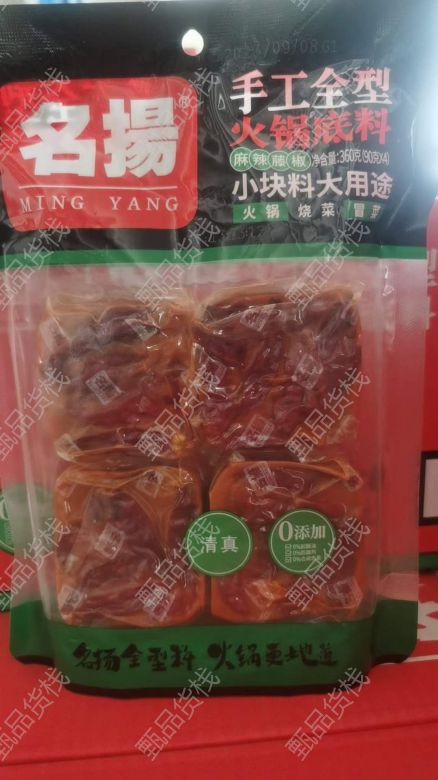 名揚
MING YANG
手工全型
火锅底料
麻辣藤椒 净含量:360克(90克X4)
小块料大用途
火锅 烧菜 冒菜
清真
0添加
名扬全型料 火锅更地道
甄品货栈